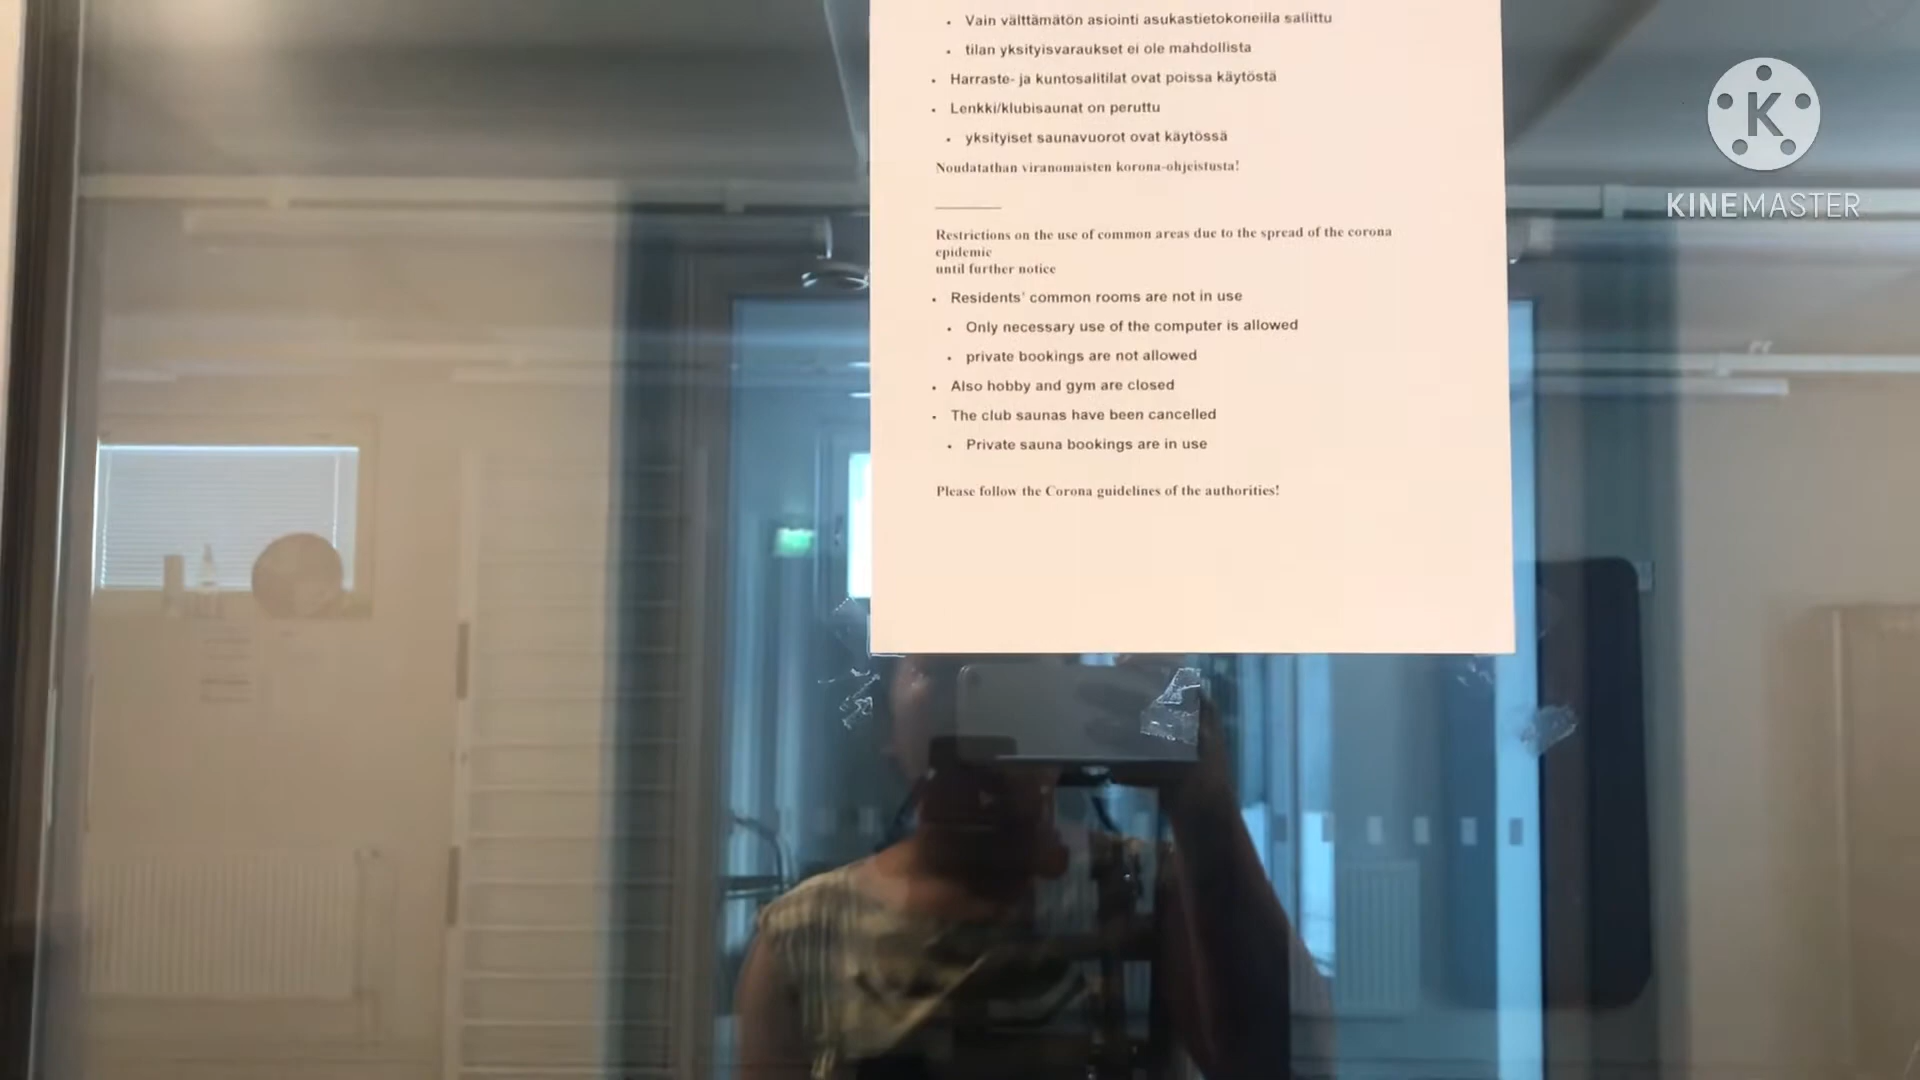 Vain välttämätön asiointi asukastietokoneilla sallittu
tilan yksityisvaraukset ei ole mahdollista
Harraste- ja kuntosalitilat ovat poissa käytöstä
Lenkki/klubisaunat on peruttu
yksityiset saunavuorot ovat käytössä
Noudatathan viranomaisten korona-ohjeistusta!
Restrictions on the use of common areas due to the spread of the corona
epidemic
until further notice
Residents' common rooms are not in use
Only necessary use of the computer is allowed
private bookings are not allowed
Also hobby and gym are closed
The club saunas have been cancelled
Private sauna bookings are in use
Please follow the Corona guidelines of the authorities!
K
KINEMASTER